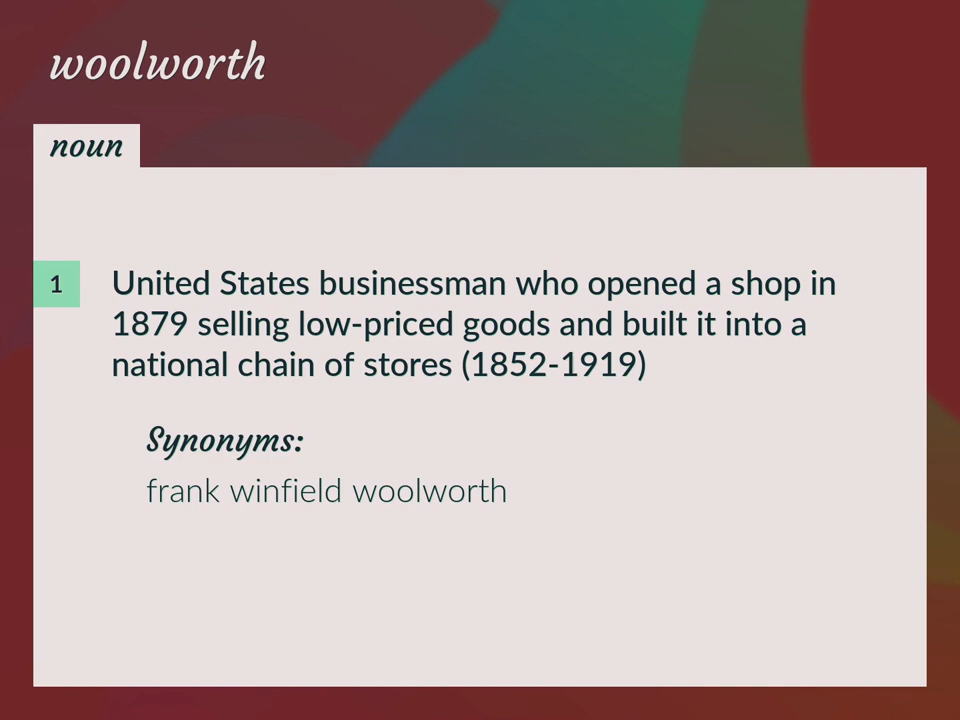 woolworth
noun
1
United States businessman who opened a shop in
1879 selling low-priced goods and built it into a
national chain of stores (1852-1919)
Synonyms:
frank winfield woolworth